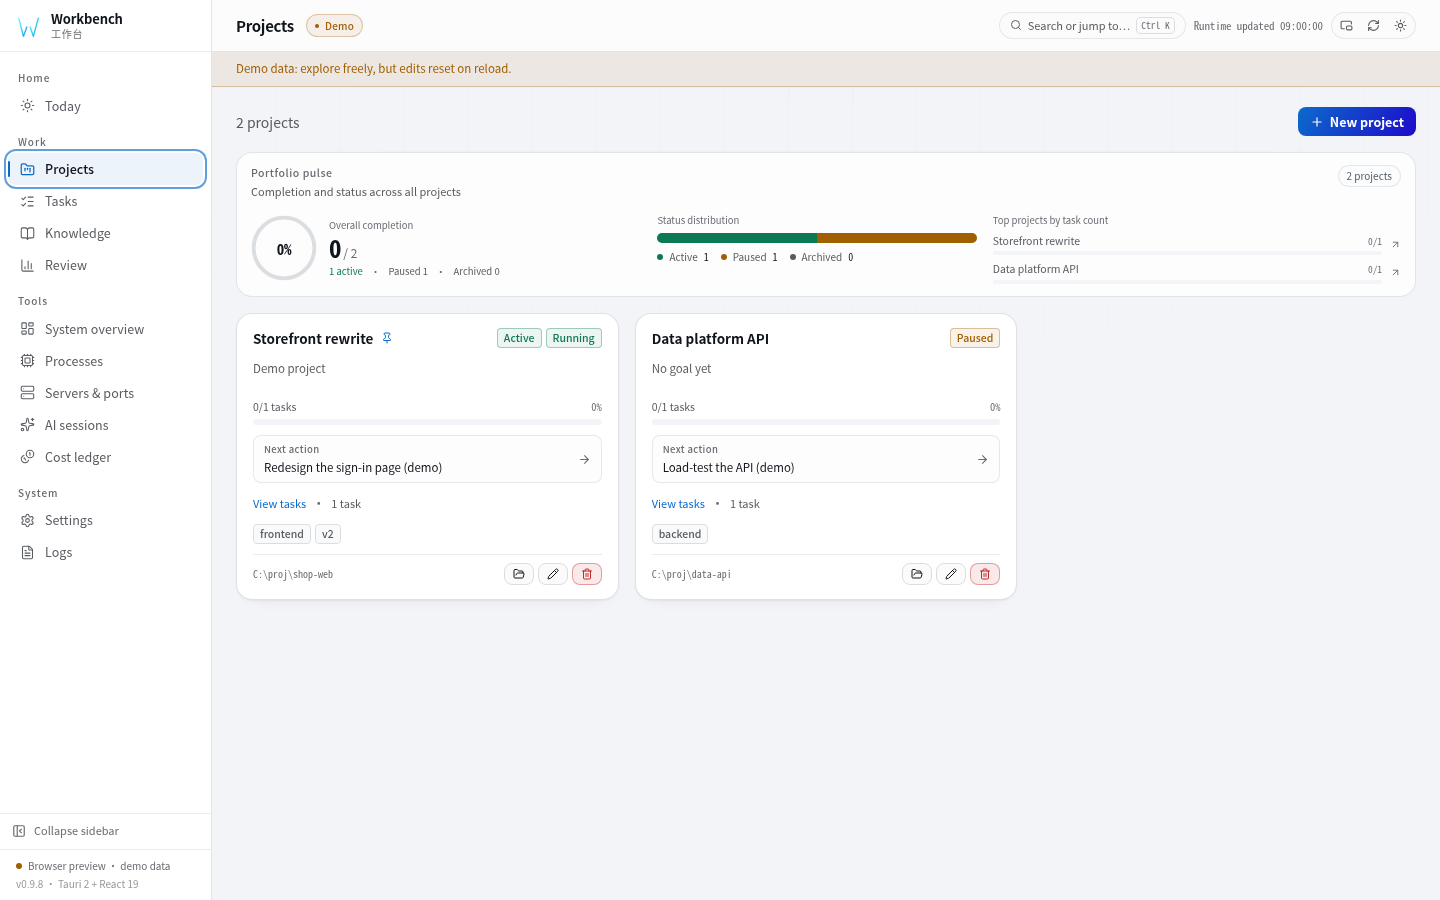 Workbench
工作台
Home
Today
Work
Projects
Tasks
Knowledge
Review
Tools
System overview
Processes
Servers & ports
AI sessions
Cost ledger
System
Settings
Logs
Collapse sidebar
Browser preview • demo data
v0.9.8 • Tauri 2 + React 19
Projects
Demo
Search or jump to…
Ctrl K
Runtime updated 09:00:00
Demo data: explore freely, but edits reset on reload.
2 projects
New project
Portfolio pulse
Completion and status across all projects
2 projects
0%
Overall completion
0 / 2
1 active • Paused 1 • Archived 0
Status distribution
Active 1 Paused 1 Archived 0
Top projects by task count
Storefront rewrite 0/1
Data platform API 0/1
Storefront rewrite
Active Running
Demo project
0/1 tasks 0%
Next action
Redesign the sign-in page (demo)
View tasks • 1 task
frontend v2
C:\proj\shop-web
Data platform API
Paused
No goal yet
0/1 tasks 0%
Next action
Load-test the API (demo)
View tasks • 1 task
backend
C:\proj\data-api